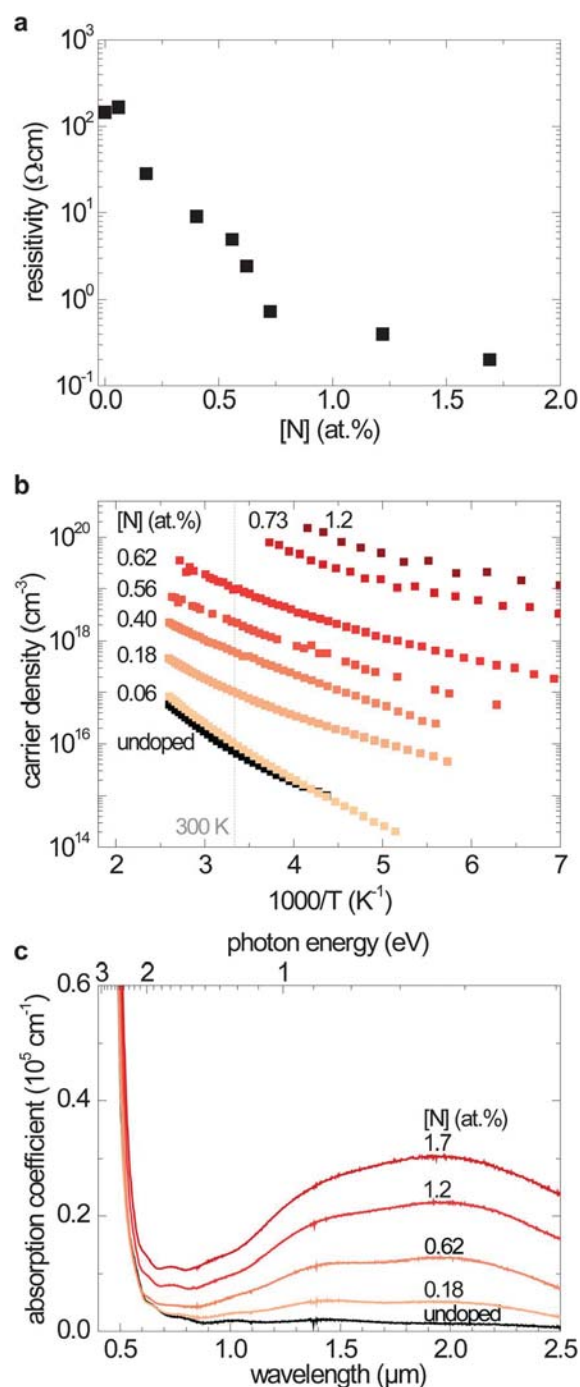 a
10³
10²
10¹
10⁰
10⁻¹
resisitivity (Ω·cm)
0.0 0.5 1.0 1.5 2.0
[N] (at.%)
b
[N] (at.%) 0.73 1.2
0.62
0.56
0.40
0.18
0.06
undoped
300 K
10²⁰
10¹⁸
10¹⁶
10¹⁴
carrier density (cm⁻³)
2 3 4 5 6 7
1000/T (K⁻¹)
photon energy (eV)
c
3 2 1
0.6
0.4
0.2
0.0
absorption coefficient (10⁵ cm⁻¹)
[N] (at.%)
1.7
1.2
0.62
0.18
undoped
0.5 1.0 1.5 2.0 2.5
wavelength (µm)